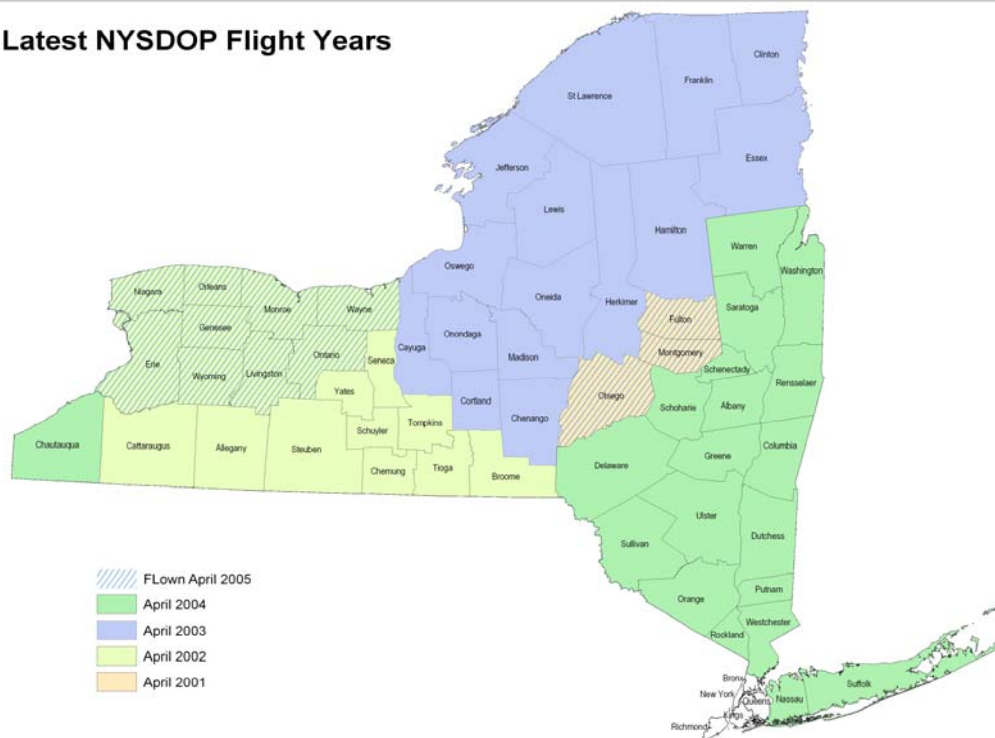 Latest NYSDOP Flight Years
Clinton
Franklin
St Lawrence
Essex
Jefferson
Lewis
Hamilton
Warren
Washington
Oswego
Oneida
Herkimer
Saratoga
Niagara
Orleans
Monroe
Wayne
Fulton
Genesee
Onondaga
Cayuga
Madison
Montgomery
Ontario
Seneca
Erie
Wyoming
Livingston
Schenectady
Rensselaer
Yates
Cortland
Otsego
Schoharie
Albany
Chenango
Tompkins
Schuyler
Chautauqua
Cattaraugus
Allegany
Steuben
Columbia
Greene
Chemung
Tioga
Broome
Delaware
Ulster
Sullivan
Dutchess
Putnam
Orange
Westchester
Rockland
Bronx
New York
Queens
Nassau
Suffolk
Kings
Richmond
FLown April 2005
April 2004
April 2003
April 2002
April 2001